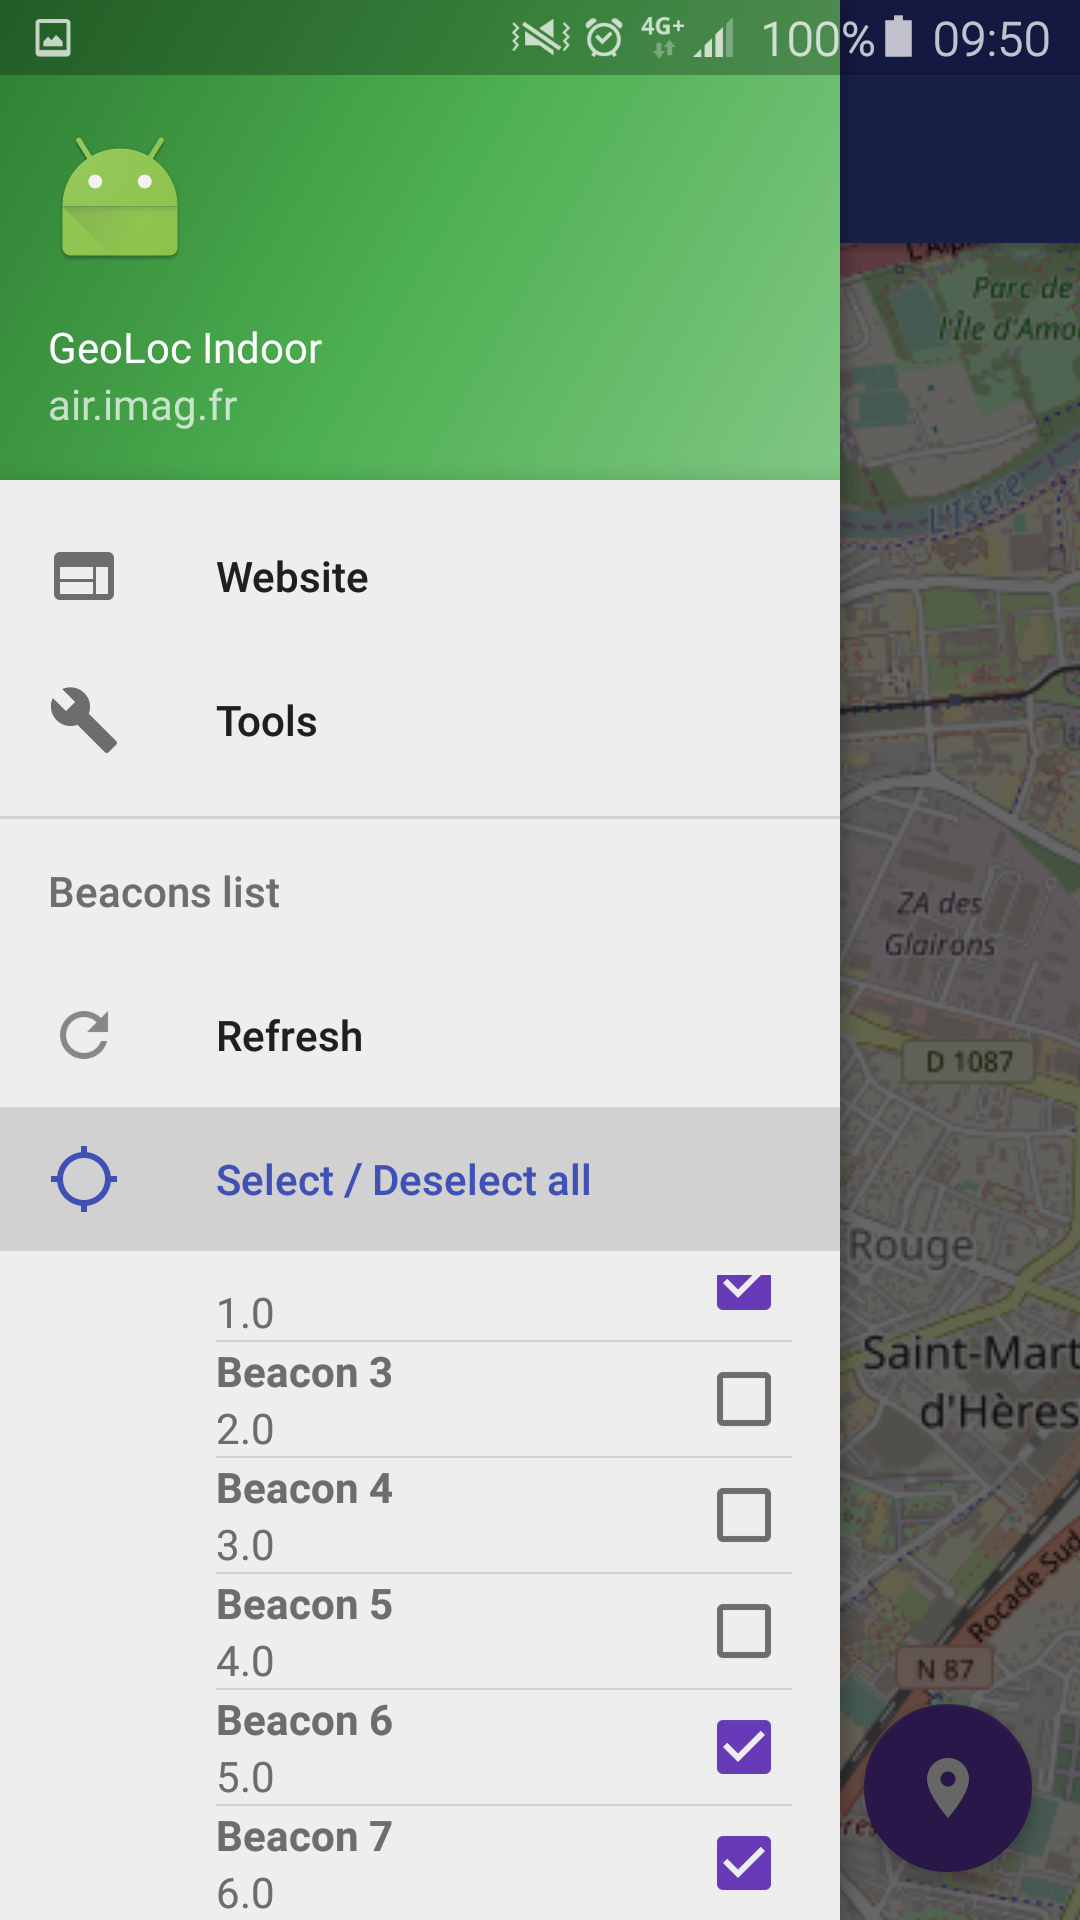 4G+ 100% 09:50
GeoLoc Indoor
air.imag.fr
Website
Tools
Beacons list
Refresh
Select / Deselect all
1.0
Beacon 3
2.0
Beacon 4
3.0
Beacon 5
4.0
Beacon 6
5.0
Beacon 7
6.0
Parc de
l'Île d'Amo
L'Isère
ZA des
Glairons
D 1087
Rouge
Saint-Mart
d'Hères
Rocade Sud
N 87